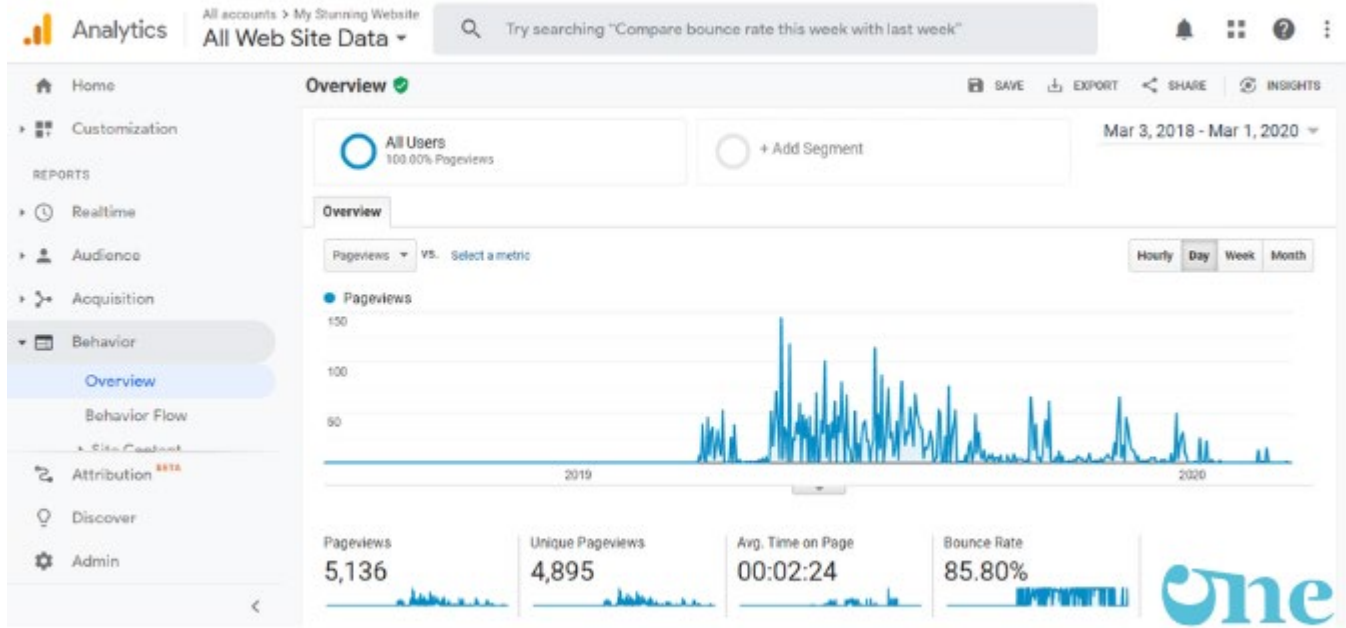 Analytics
All accounts > My Stunning Website
All Web Site Data
Try searching "Compare bounce rate this week with last week"
Home
Customization
REPORTS
Realtime
Audience
Acquisition
Behavior
Overview
Behavior Flow
Site Content
Attribution BETA
Discover
Admin
Overview
SAVE
EXPORT
SHARE
INSIGHTS
All Users
100.00% Pageviews
+ Add Segment
Mar 3, 2018 - Mar 1, 2020
Overview
Pageviews VS. Select a metric
Hourly Day Week Month
Pageviews
150
100
50
2019
2020
Pageviews
5,136
Unique Pageviews
4,895
Avg. Time on Page
00:02:24
Bounce Rate
85.80%
One